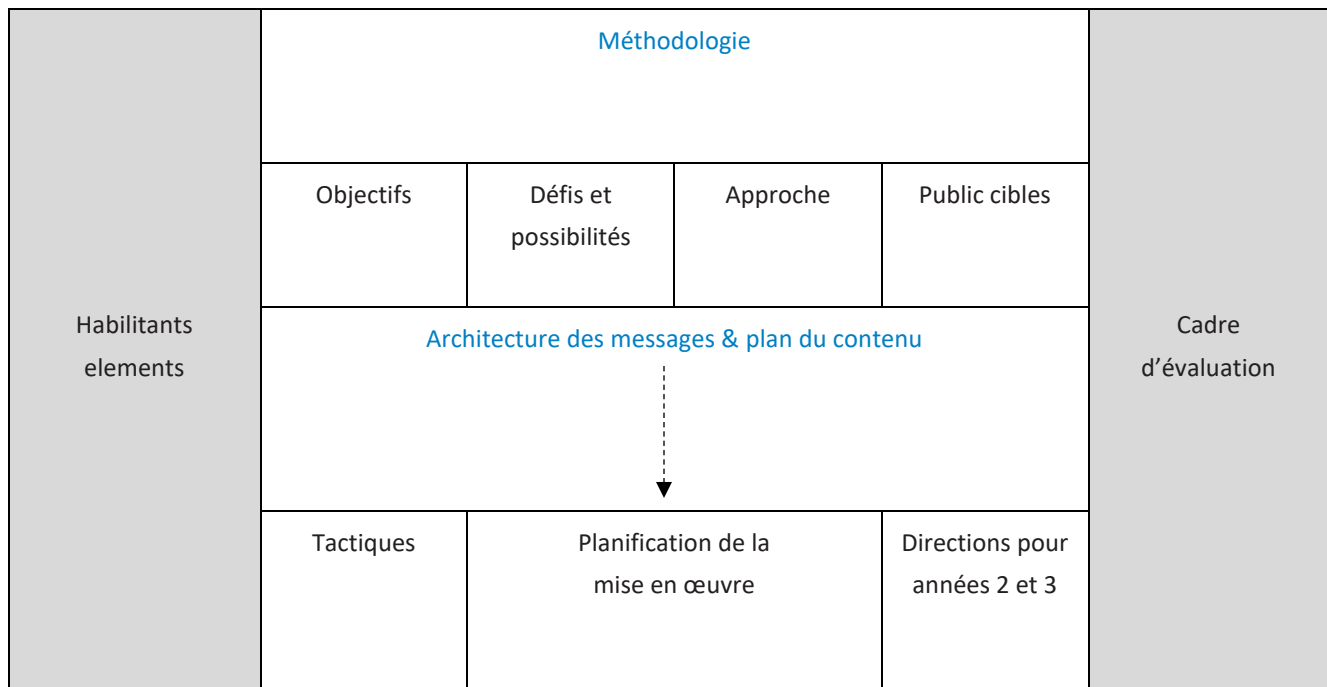 Méthodologie
Objectifs
Défis et
possibilités
Approche
Public cibles
Habilitants
elements
Architecture des messages & plan du contenu
Cadre
d’évaluation
Tactiques
Planification de la
mise en œuvre
Directions pour
années 2 et 3